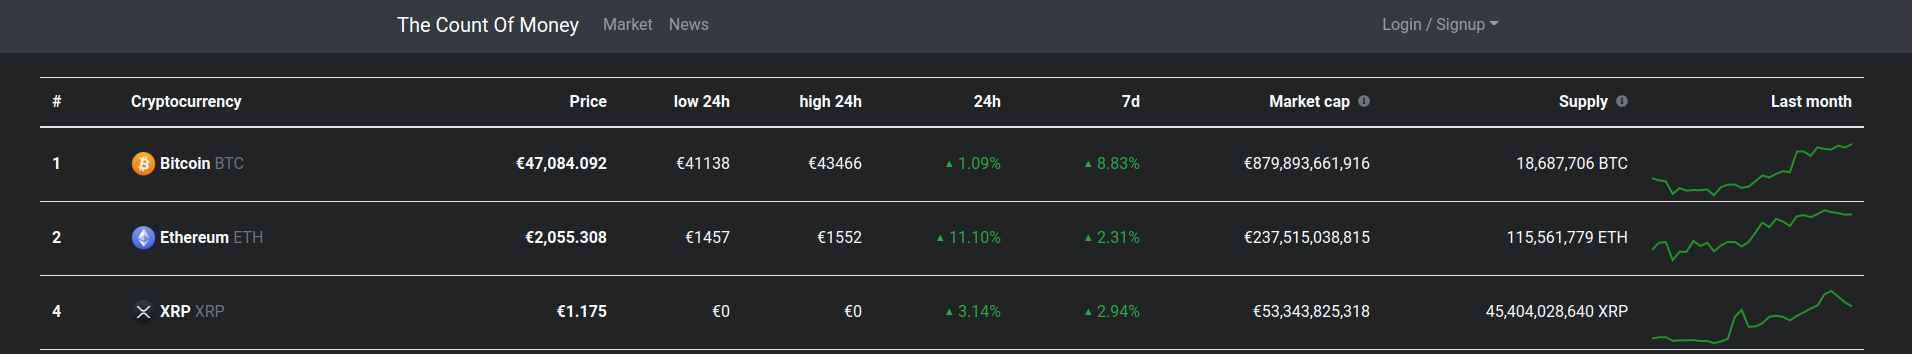 The Count Of Money Market News Login / Signup
# Cryptocurrency Price low 24h high 24h 24h 7d Market cap Supply Last month
1 Bitcoin BTC €47,084.092 €41138 €43466 ▲ 1.09% ▲ 8.83% €879,893,661,916 18,687,706 BTC
2 Ethereum ETH €2,055.308 €1457 €1552 ▲ 11.10% ▲ 2.31% €237,515,038,815 115,561,779 ETH
4 XRP XRP €1.175 €0 €0 ▲ 3.14% ▲ 2.94% €53,343,825,318 45,404,028,640 XRP